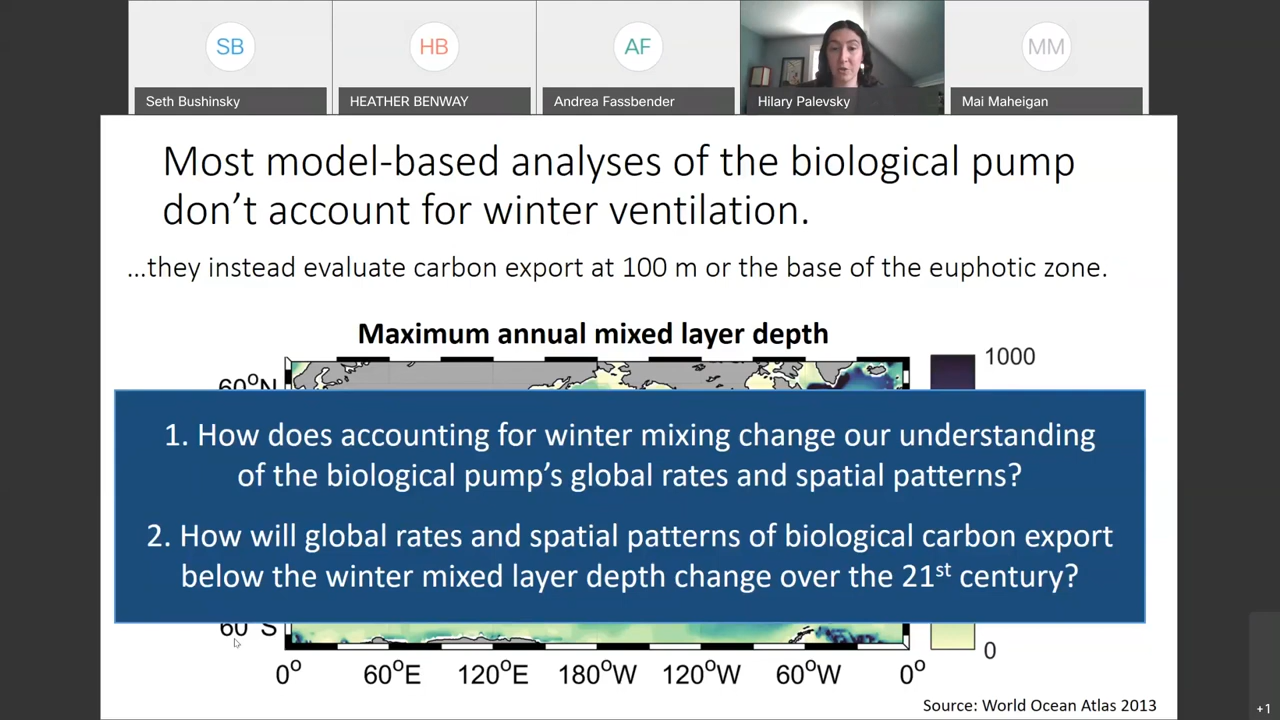 SB
HB
AF
MM
Seth Bushinsky
HEATHER BENWAY
Andrea Fassbender
Hilary Palevsky
Mai Maheigan
Most model-based analyses of the biological pump
don’t account for winter ventilation.
...they instead evaluate carbon export at 100 m or the base of the euphotic zone.
Maximum annual mixed layer depth
1000
60°N
1. How does accounting for winter mixing change our understanding
of the biological pump’s global rates and spatial patterns?
2. How will global rates and spatial patterns of biological carbon export
below the winter mixed layer depth change over the 21st century?
60°S
0
0° 60°E 120°E 180°W 120°W 60°W 0°
Source: World Ocean Atlas 2013
+1